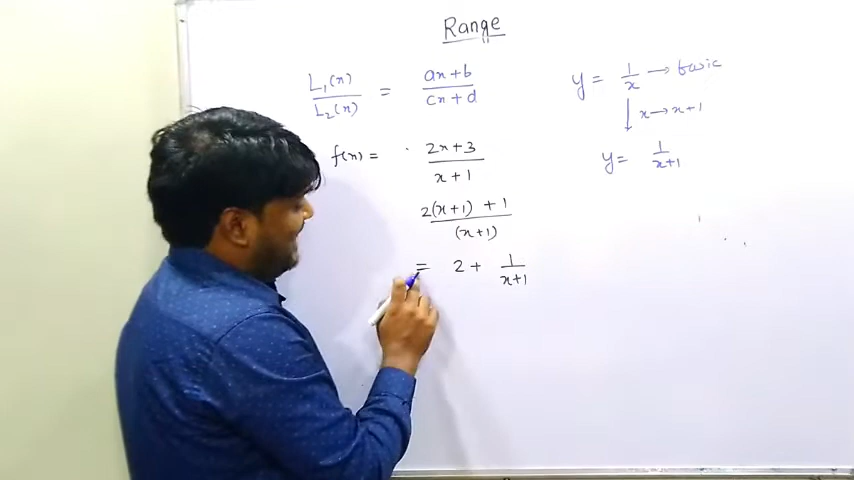 Range
L₁(x)/L₂(x) = ax+b/cx+d
f(x) = 2x+3/x+1
2(x+1) + 1/(x+1)
= 2 + 1/x+1
y = 1/x → basic
↓ x→x+1
y = 1/x+1